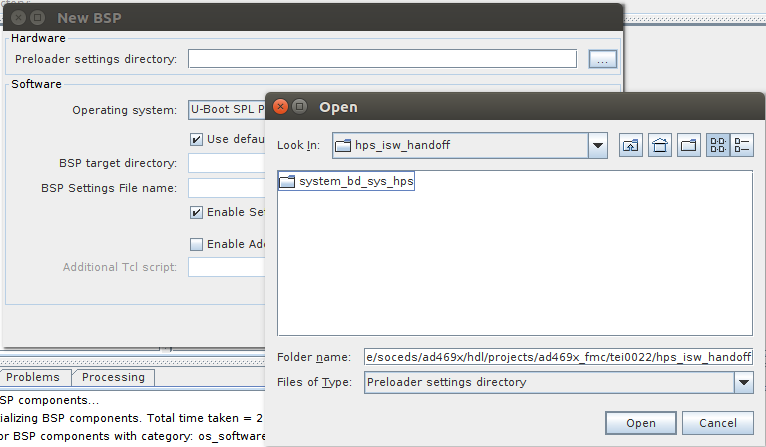 New BSP
Hardware
Preloader settings directory:
...
Software
Operating system:
U-Boot SPL P
Use defau
BSP target directory:
BSP Settings File name:
Enable Set
Enable Add
Additional Tcl script:
Open
Look In:
hps_isw_handoff
system_bd_sys_hps
Folder name:
e/soceds/ad469x/hdl/projects/ad469x_fmc/tei0022/hps_isw_handoff
Files of Type:
Preloader settings directory
Open
Cancel
Problems
Processing
SP components...
ializing BSP components. Total time taken = 2
or BSP components with category: os_software